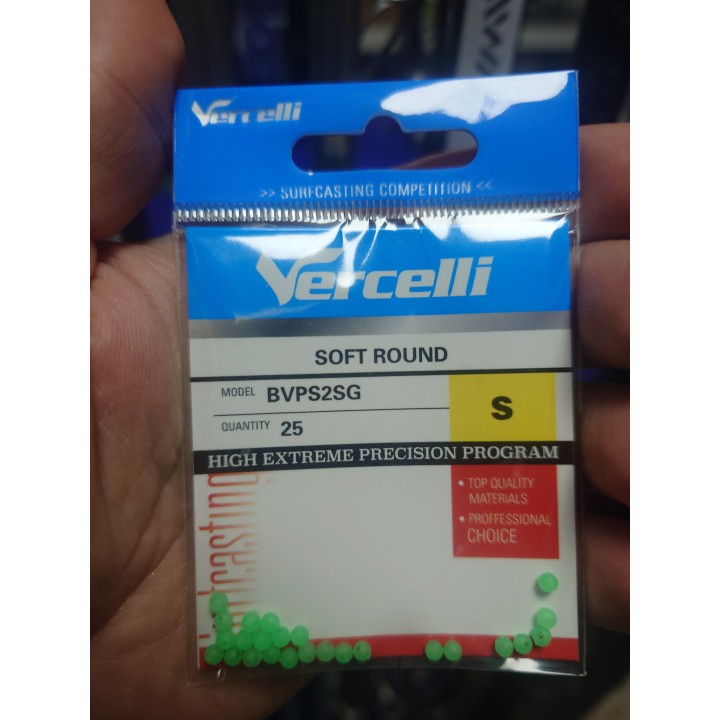 Vercelli
>> SURFCASTING COMPETITION <<
Vercelli
SOFT ROUND
MODEL BVPS2SG
QUANTITY 25
S
HIGH EXTREME PRECISION PROGRAM
• TOP QUALITY
MATERIALS
• PROFFESSIONAL
CHOICE